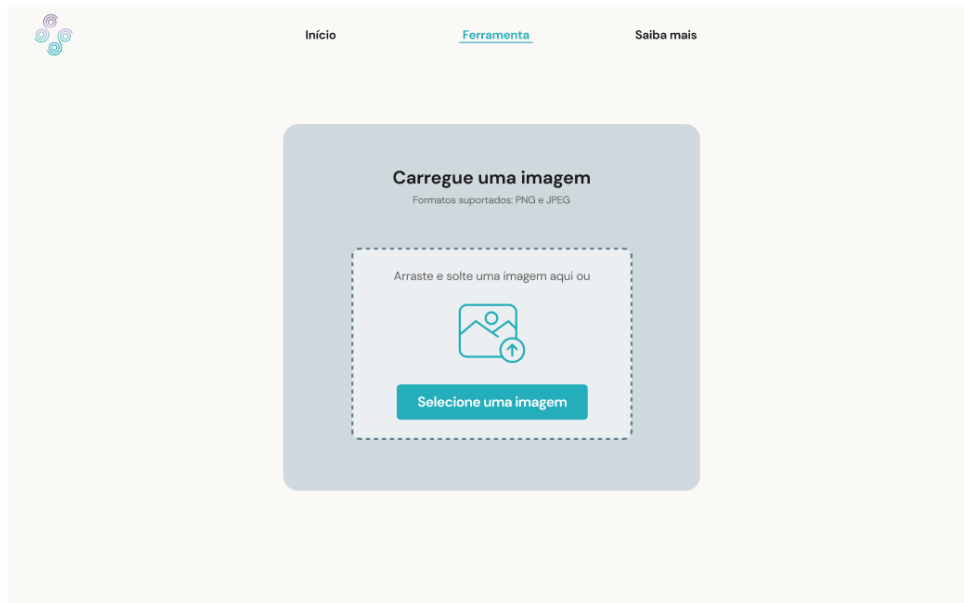 Início
Ferramenta
Saiba mais
Carregue uma imagem
Formatos suportados: PNG e JPEG
Arraste e solte uma imagem aqui ou
Selecione uma imagem